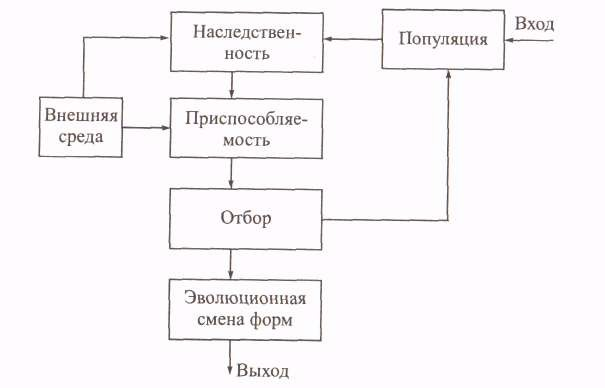 Вход
Наследствен-
ность
Популяция
Внешняя
среда
Приспособляе-
мость
Отбор
Эволюционная
смена форм
Выход